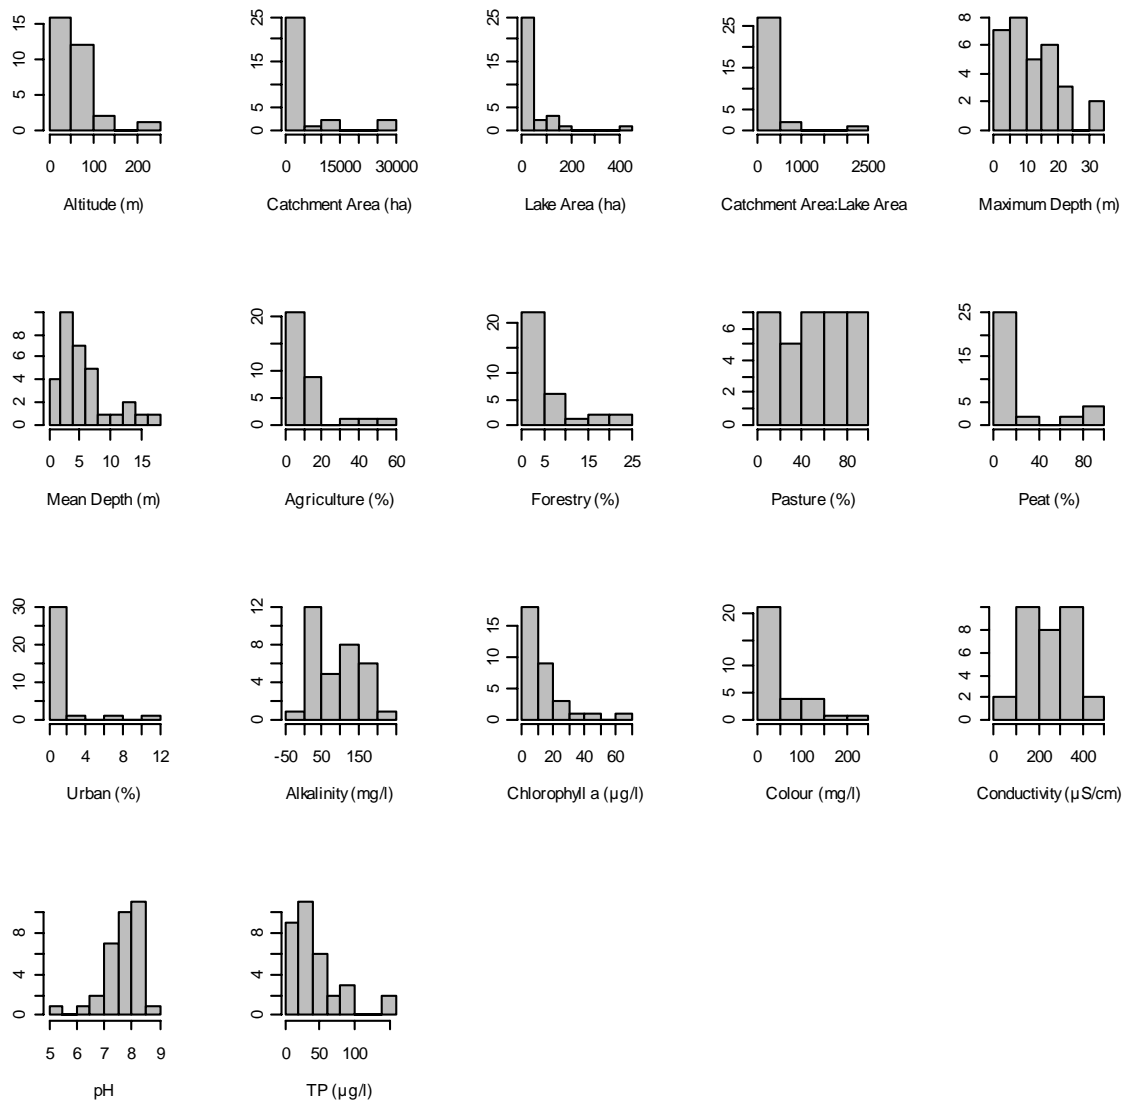 0 5 10 15
0 100 200
Altitude (m)
0 5 15 25
0 15000 30000
Catchment Area (ha)
0 5 15 25
0 200 400
Lake Area (ha)
0 5 15 25
0 1000 2500
Catchment Area:Lake Area
0 2 4 6 8
0 10 20 30
Maximum Depth (m)
0 2 4 6 8
0 5 10 15
Mean Depth (m)
0 5 10 20
0 20 40 60
Agriculture (%)
0 5 10 20
0 5 15 25
Forestry (%)
0 2 4 6
0 40 80
Pasture (%)
0 5 15 25
0 40 80
Peat (%)
0 10 20 30
0 4 8 12
Urban (%)
0 4 8 12
-50 50 150
Alkalinity (mg/l)
0 5 10 15
0 20 40 60
Chlorophyll a (µg/l)
0 5 10 20
0 100 200
Colour (mg/l)
0 2 4 6 8
0 200 400
Conductivity (µS/cm)
0 4 8
5 6 7 8 9
pH
0 4 8
0 50 100
TP (µg/l)